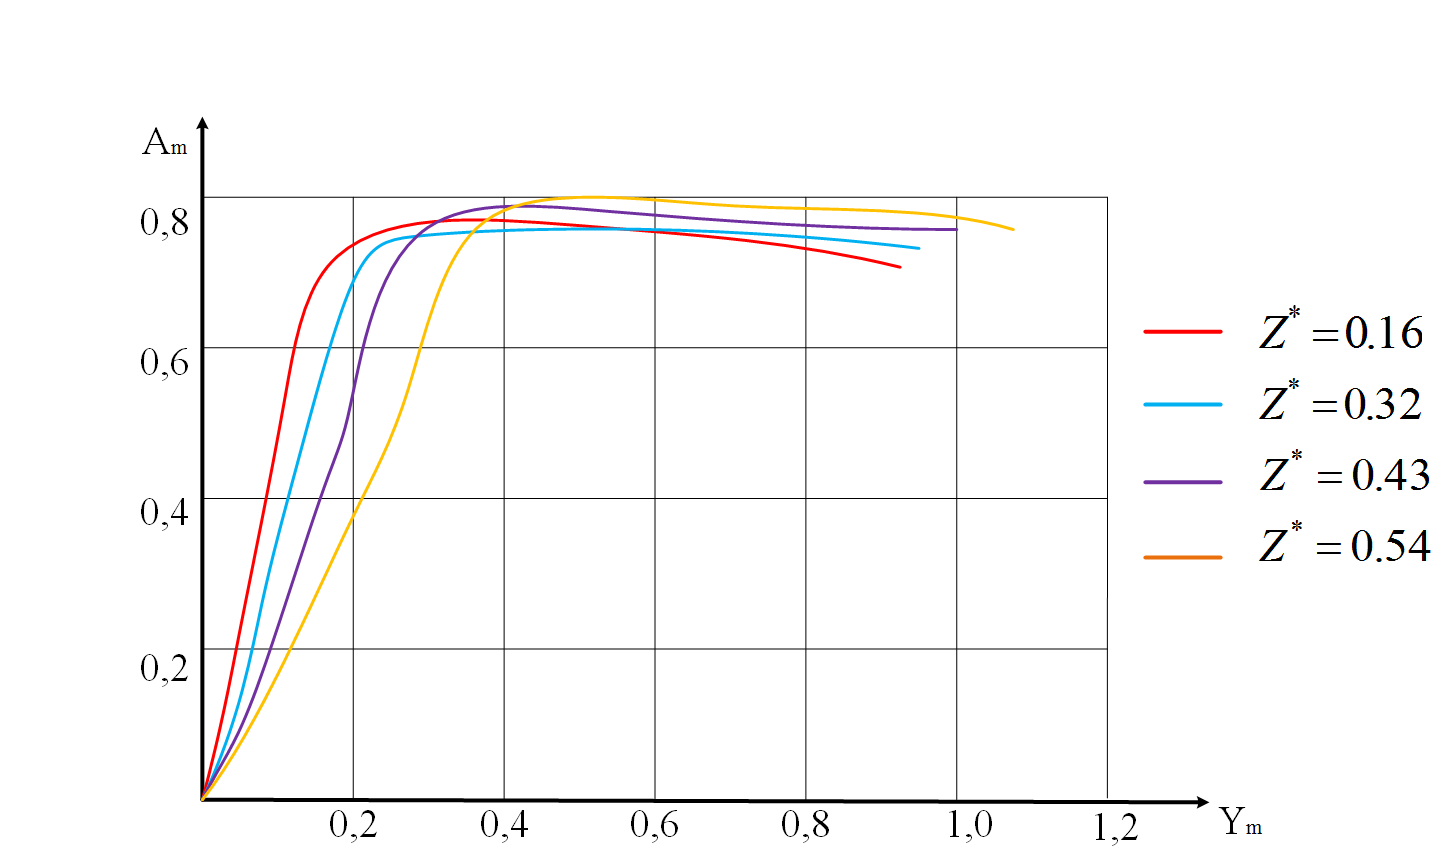 Am
0,8
0,6
0,4
0,2
0,2 0,4 0,6 0,8 1,0 1,2 Ym
Z* = 0.16
Z* = 0.32
Z* = 0.43
Z* = 0.54